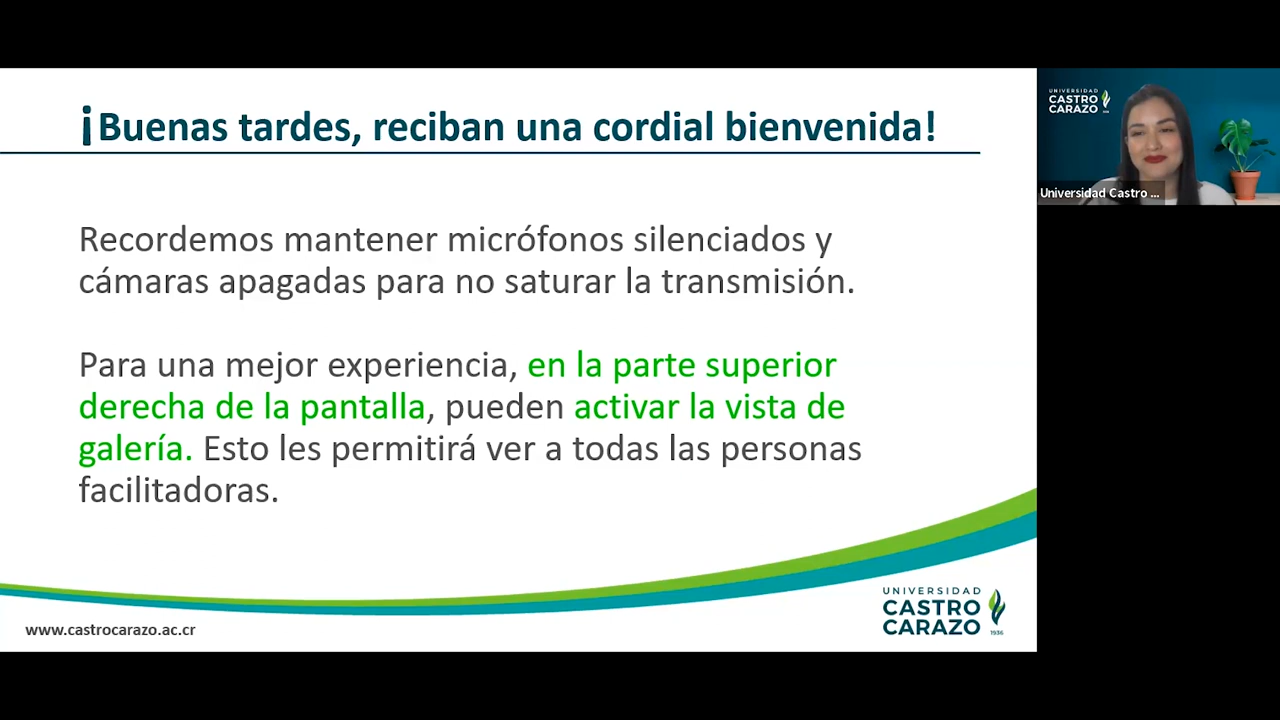 ¡Buenas tardes, reciban una cordial bienvenida!
Recordemos mantener micrófonos silenciados y
cámaras apagadas para no saturar la transmisión.
Para una mejor experiencia, en la parte superior
derecha de la pantalla, pueden activar la vista de
galería. Esto les permitirá ver a todas las personas
facilitadoras.
www.castrocarazo.ac.cr
UNIVERSIDAD
CASTRO
CARAZO
1936
UNIVERSIDAD
CASTRO
CARAZO
Universidad Castro ...